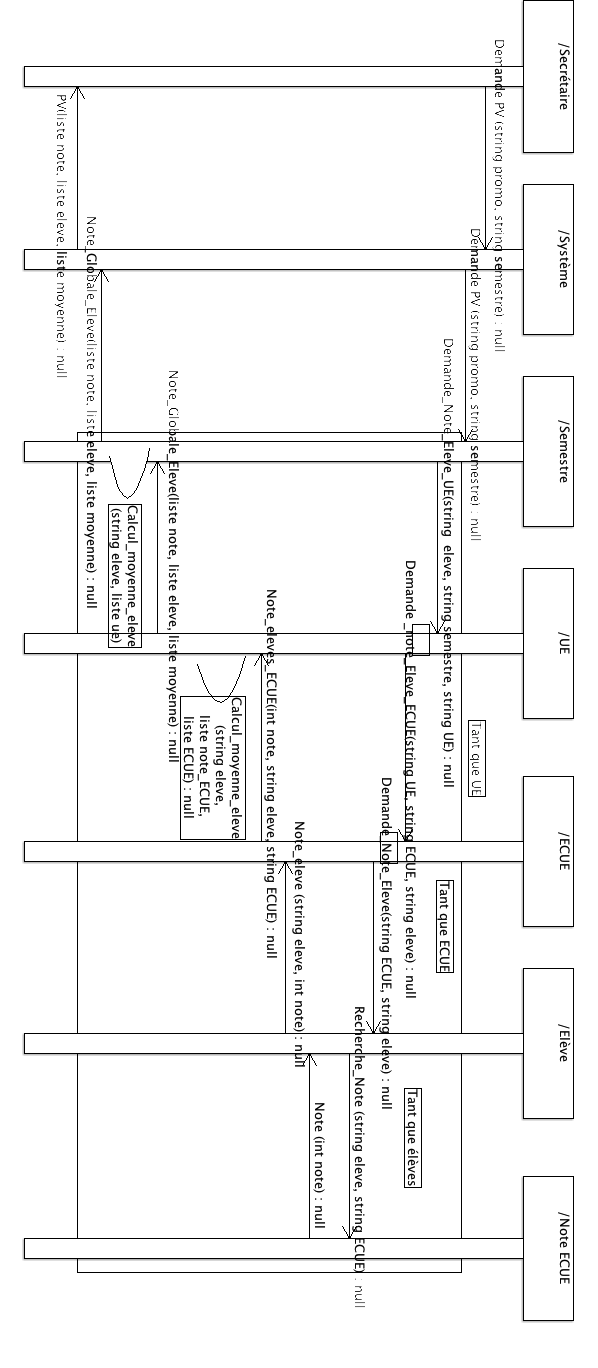 /Secrétaire
/Système
/Semestre
/UE
/ECUE
/Elève
/Note ECUE
Demande PV (string promo, string semestre) : null
Demande PV (string promo, string semestre) : null
Tant que UE
Demande_Note_Eleve_UE(string eleve, string semestre, string UE) : null
Tant que ECUE
Demande_note_Eleve_ECUE(string UE, string ECUE, string eleve) : null
Tant que élèves
Demande_Note_Eleve(string ECUE, string eleve) : null
Recherche_Note (string eleve, string ECUE) : null
Note (int note) : null
Note_eleve (string eleve, int note) : null
Note_eleves_ECUE(int note, string eleve, string ECUE) : null
Calcul_moyenne_eleve
(string eleve,
liste note_ECUE,
liste ECUE) : null
Note_Globale_Eleve(liste note, liste eleve, liste moyenne) : null
Calcul_moyenne_eleve
(string eleve, liste ue)
Note_Globale_Eleve(liste note, liste eleve, liste moyenne) : null
PV(liste note, liste eleve, liste moyenne) : null